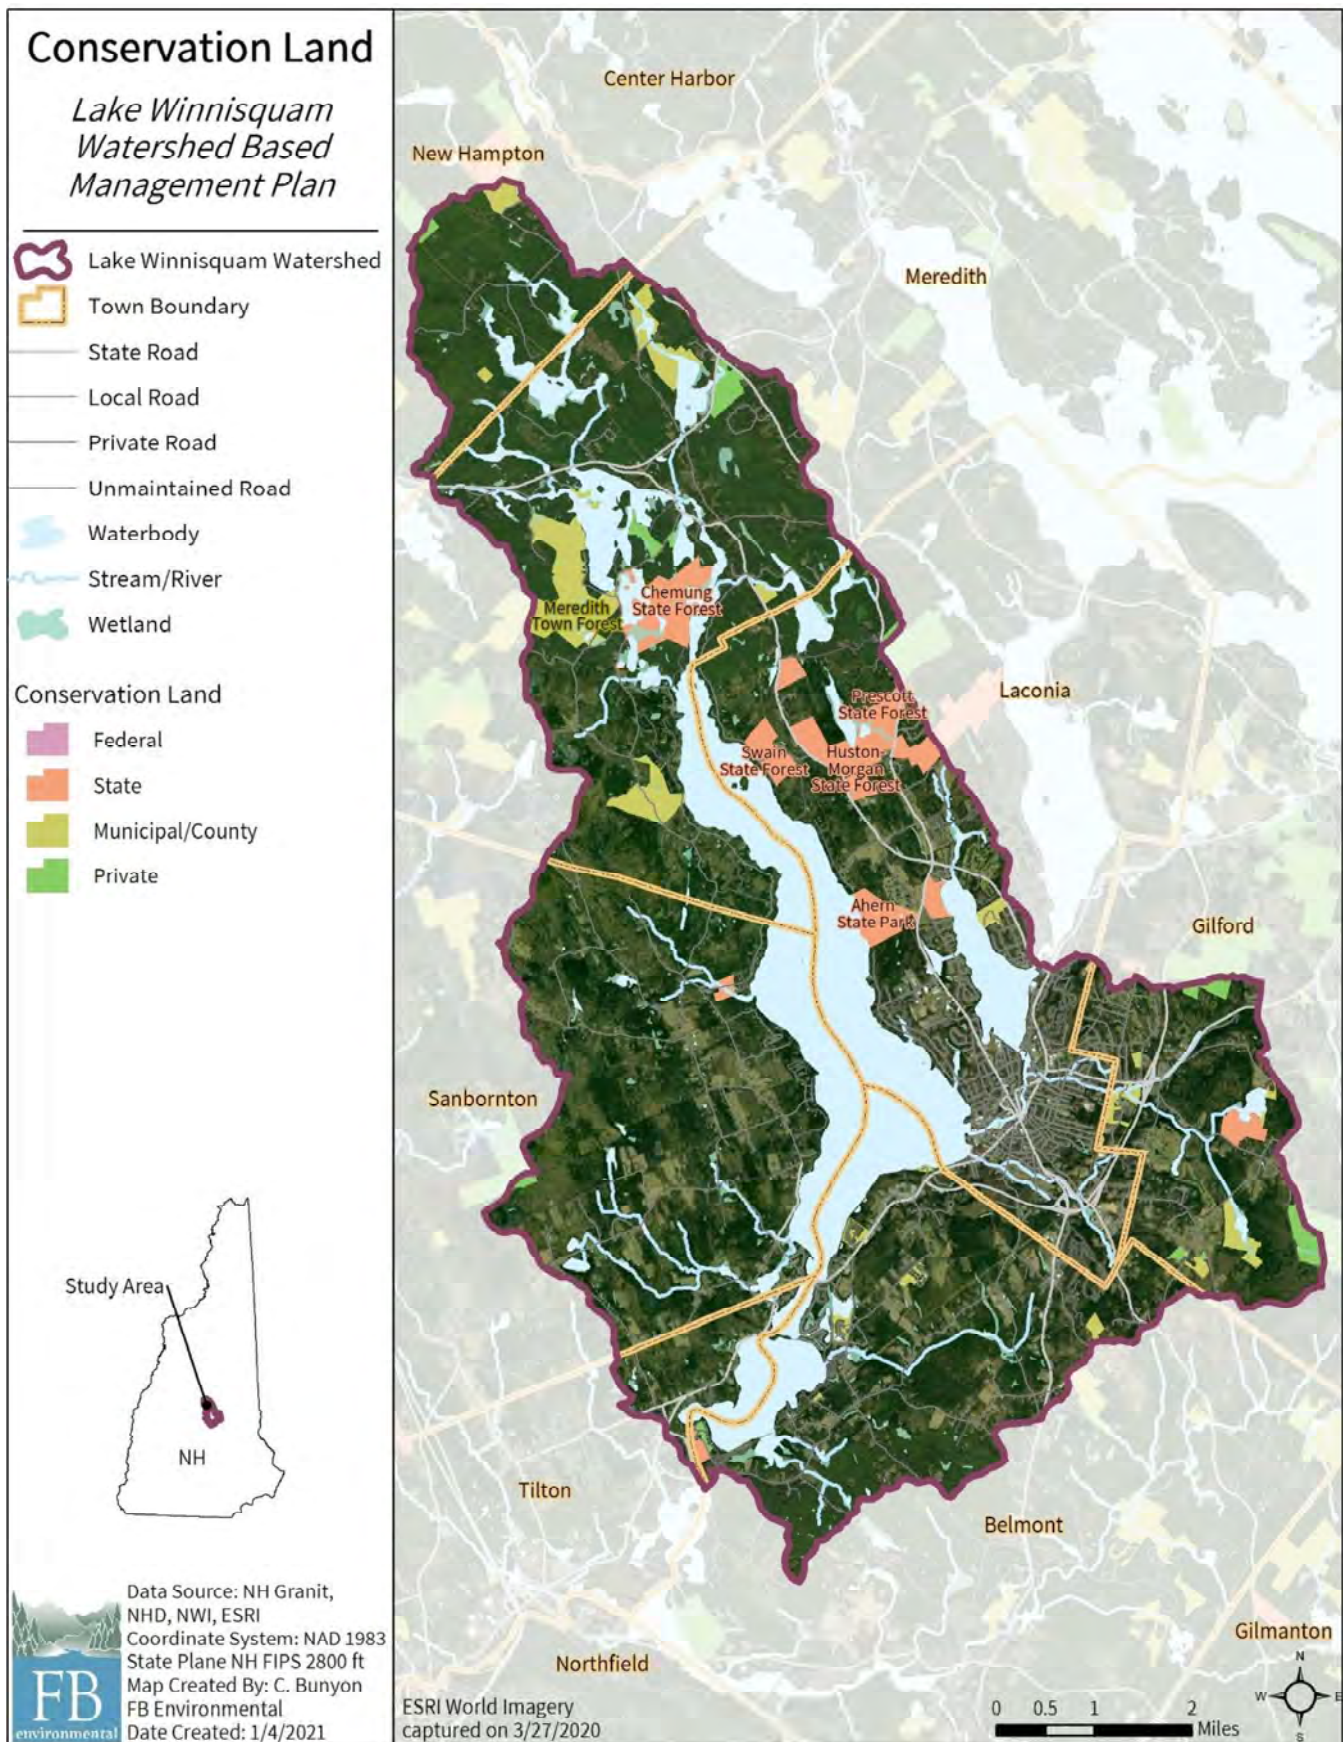 Conservation Land
Lake Winnisquam
Watershed Based
Management Plan
Lake Winnisquam Watershed
Town Boundary
State Road
Local Road
Private Road
Unmaintained Road
Waterbody
Stream/River
Wetland
Conservation Land
Federal
State
Municipal/County
Private
Study Area
NH
FB
environmental
Data Source: NH Granit,
NHD, NWI, ESRI
Coordinate System: NAD 1983
State Plane NH FIPS 2800 ft
Map Created By: C. Bunyon
FB Environmental
Date Created: 1/4/2021
Center Harbor
New Hampton
Meredith
Chemung
State Forest
Meredith
Town Forest
Laconia
Prescott
State Forest
Swain
State Forest
Huston-
Morgan
State Forest
Ahern
State Park
Gilford
Sanbornton
Tilton
Belmont
Gilmanton
Northfield
ESRI World Imagery
captured on 3/27/2020
0 0.5 1 2
Miles
N
W E
S